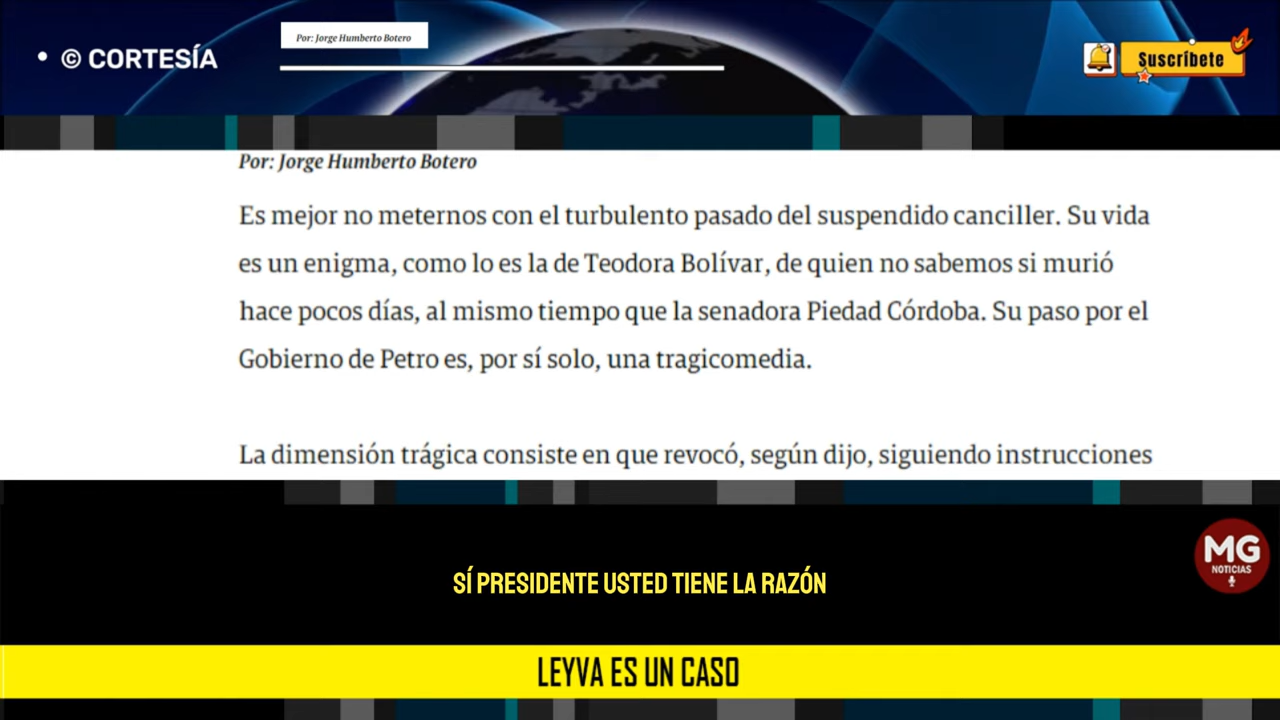 • © CORTESÍA
Por: Jorge Humberto Botero
Suscríbete
Por: Jorge Humberto Botero
Es mejor no meternos con el turbulento pasado del suspendido canciller. Su vida
es un enigma, como lo es la de Teodora Bolívar, de quien no sabemos si murió
hace pocos días, al mismo tiempo que la senadora Piedad Córdoba. Su paso por el
Gobierno de Petro es, por sí solo, una tragicomedia.
La dimensión trágica consiste en que revocó, según dijo, siguiendo instrucciones
MG
NOTICIAS
SÍ PRESIDENTE USTED TIENE LA RAZÓN
LEYVA ES UN CASO